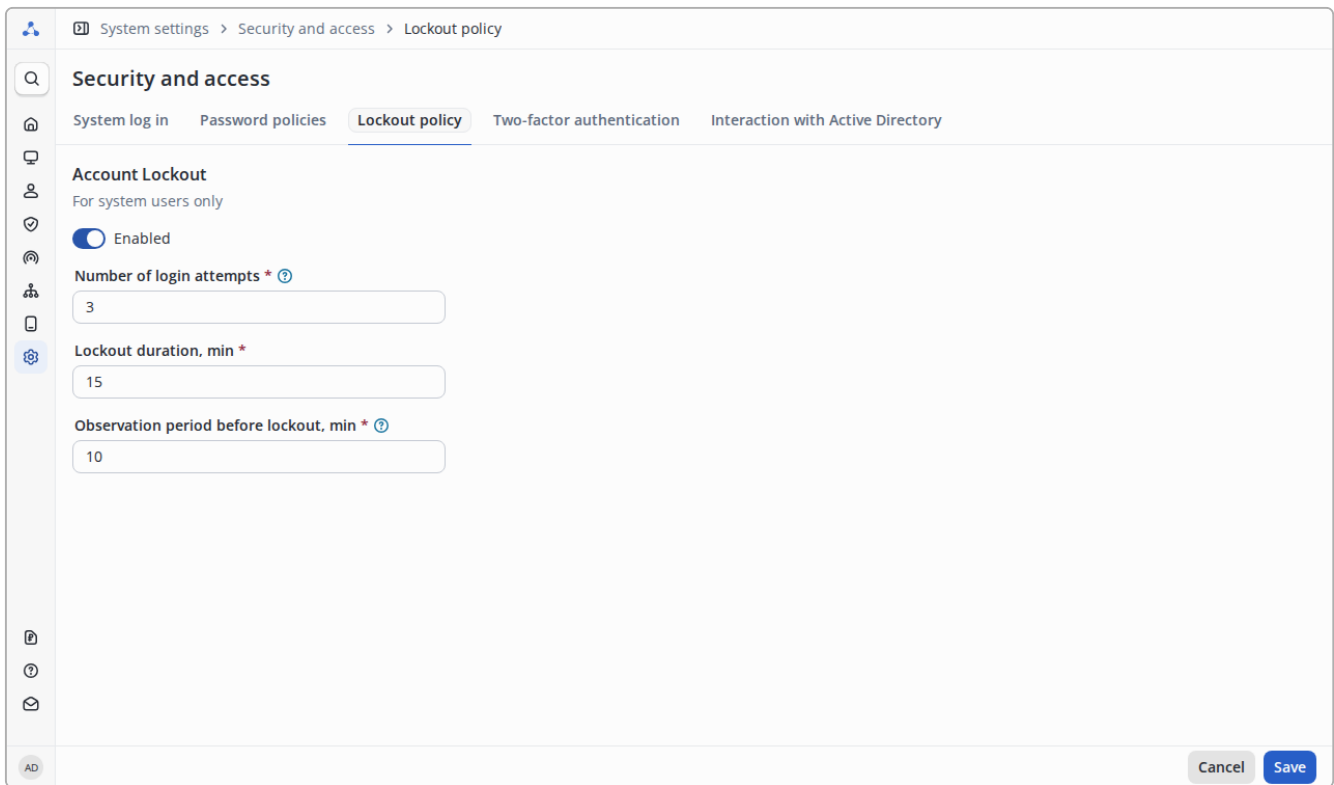 System settings > Security and access > Lockout policy
Security and access
System log in Password policies Lockout policy Two-factor authentication Interaction with Active Directory
Account Lockout
For system users only
Enabled
Number of login attempts * ?
3
Lockout duration, min *
15
Observation period before lockout, min * ?
10
AD
Cancel Save